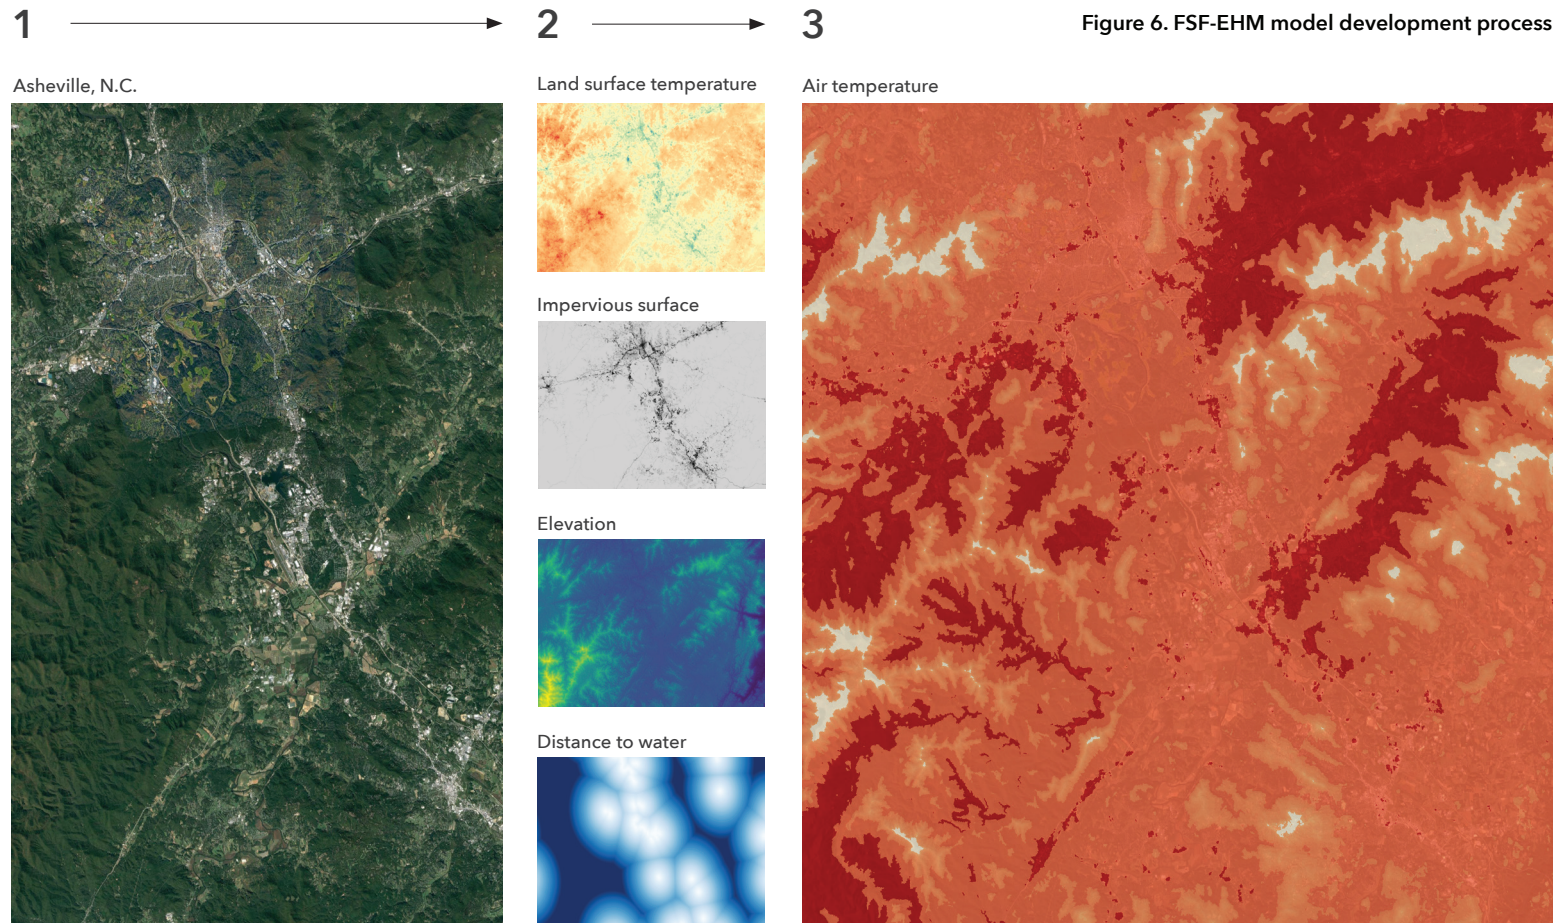 1
2
3
Figure 6. FSF-EHM model development process
Asheville, N.C.
Land surface temperature
Air temperature
Impervious surface
Elevation
Distance to water